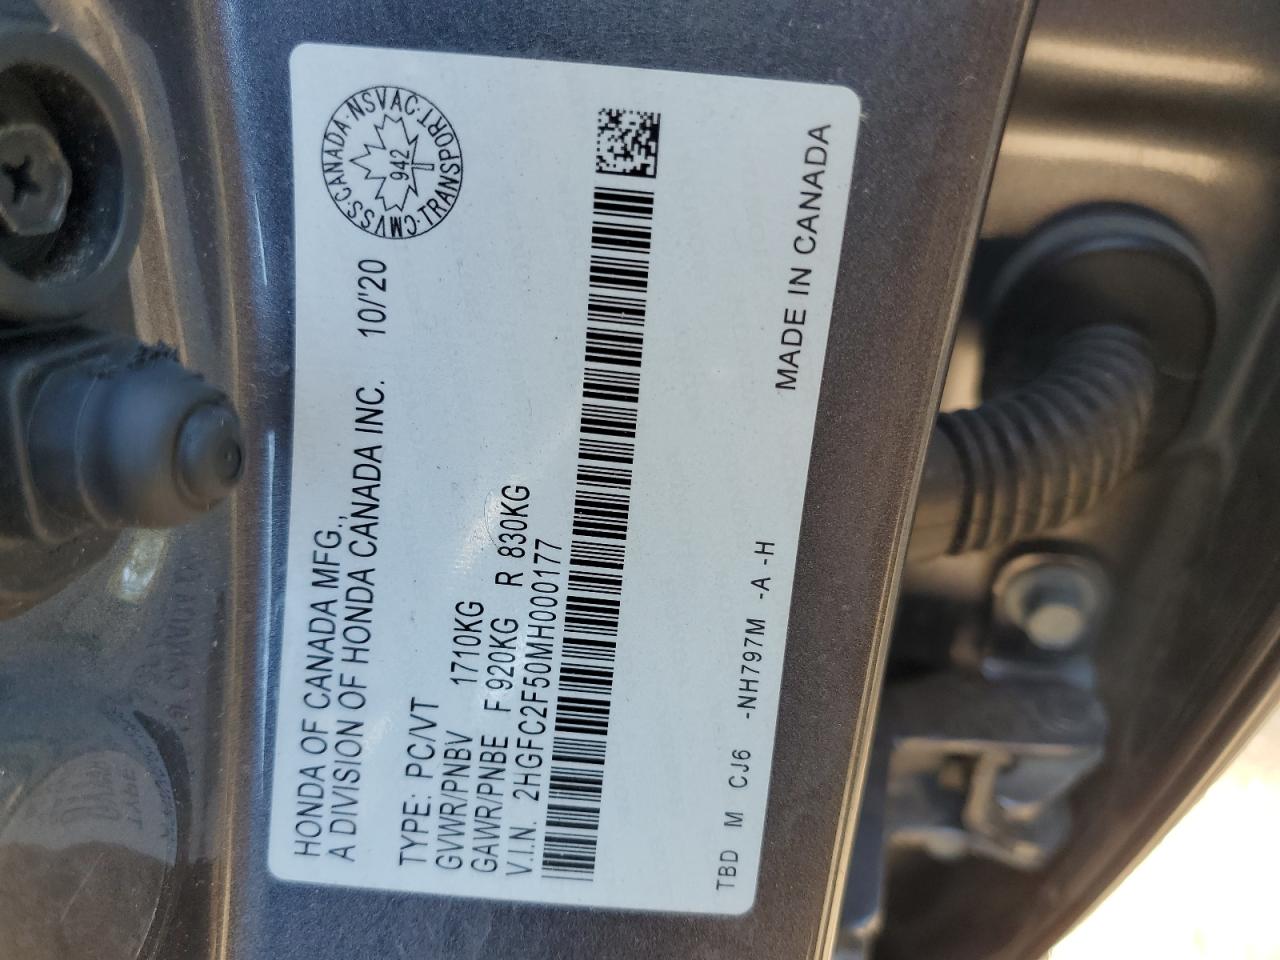 HONDA OF CANADA MFG.,
A DIVISION OF HONDA CANADA INC. 10/'20
TYPE: PC/VT
GVWR/PNBV 1710KG
GAWR/PNBE F 920KG R 830KG
V.I.N. 2HGFC2F50MH000177
TBD M CJ6 -NH797M -A -H
MADE IN CANADA
CANADA·NSVAC·TRANSPORT·CMVSS·
942